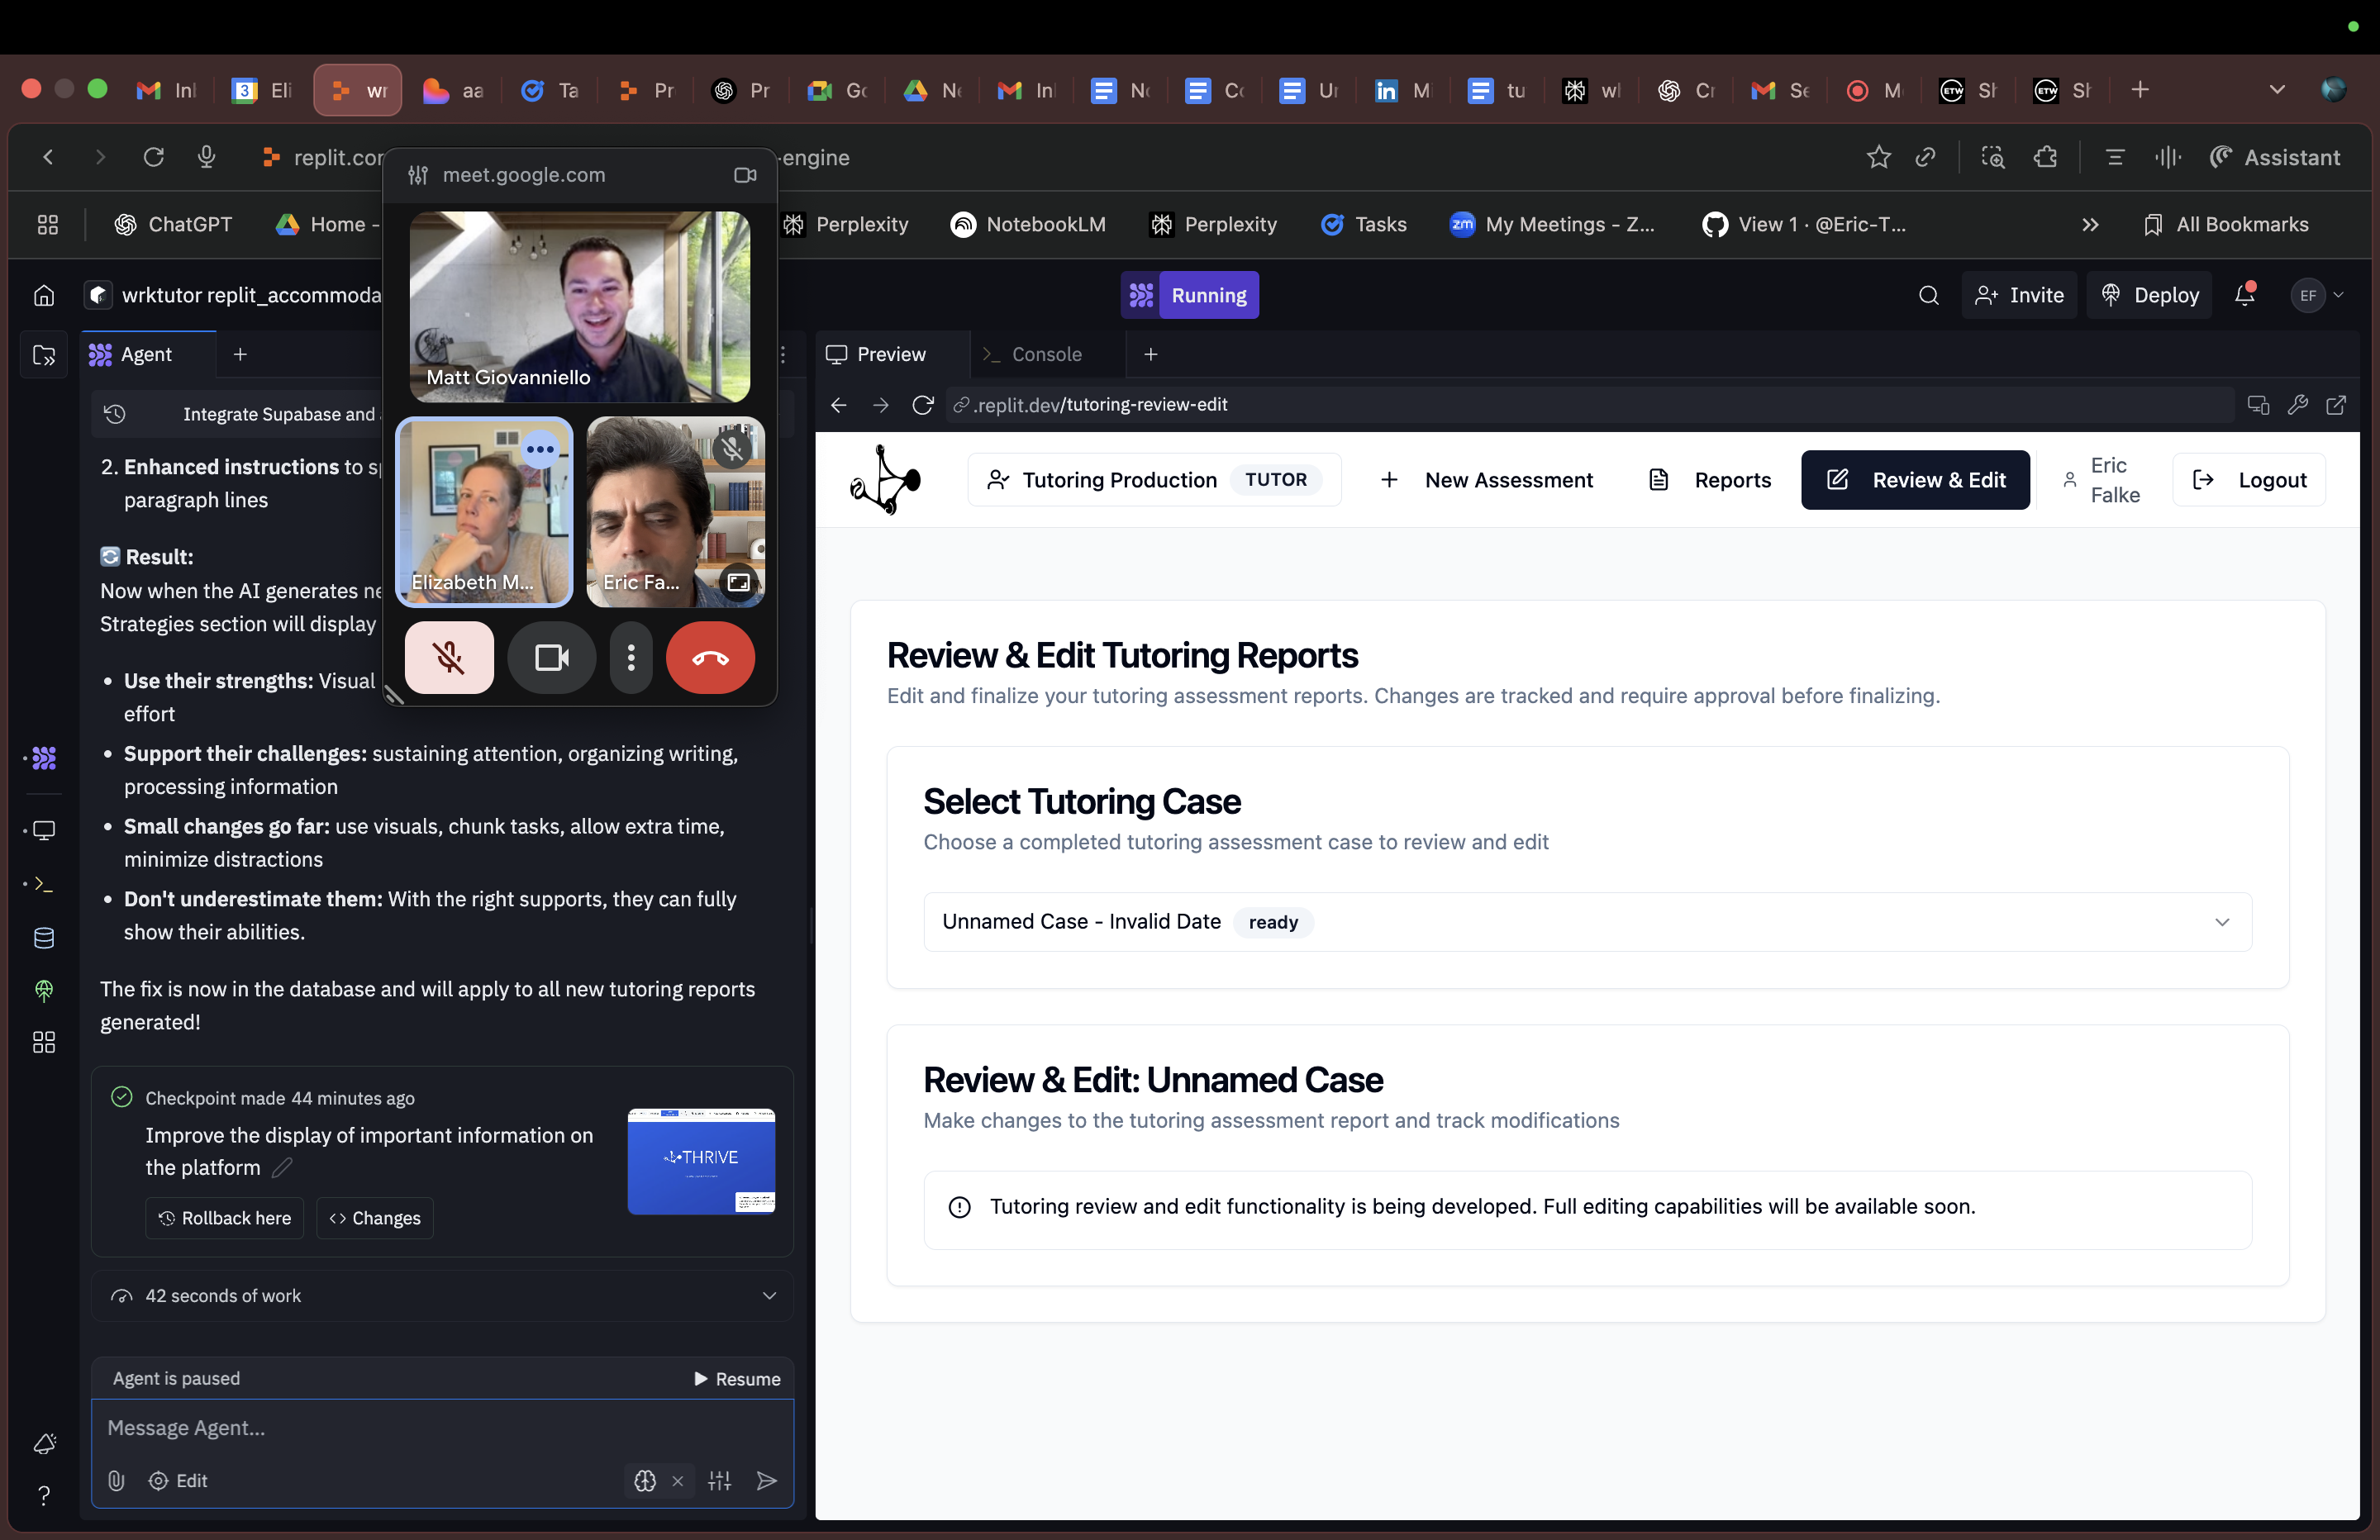 Inl
3
Eli
wr
aa
Ta
Pr
Pr
Gc
Ne
Inl
Nc
Cc
Ur
in
Mi
tu
wl
Cr
Se
M
ETW
Sh
ETW
Sh
replit.cor
-engine
Assistant
meet.google.com
ChatGPT
Home -
Perplexity
NotebookLM
Perplexity
Tasks
zm
My Meetings - Z...
View 1 · @Eric-T...
All Bookmarks
wrktutor replit_accommoda
Running
Invite
Deploy
EF
Matt Giovanniello
Elizabeth M...
Eric Fa...
Agent
Preview
Console
Integrate Supabase and
.replit.dev/tutoring-review-edit
2. Enhanced instructions to sp
paragraph lines
Result:
Now when the AI generates ne
Strategies section will display
• Use their strengths: Visual
effort
• Support their challenges: sustaining attention, organizing writing,
processing information
• Small changes go far: use visuals, chunk tasks, allow extra time,
minimize distractions
• Don't underestimate them: With the right supports, they can fully
show their abilities.
The fix is now in the database and will apply to all new tutoring reports
generated!
Checkpoint made 44 minutes ago
Improve the display of important information on
the platform
THRIVE
Rollback here
Changes
42 seconds of work
Agent is paused
Resume
Message Agent...
Edit
Tutoring Production TUTOR
New Assessment
Reports
Review & Edit
Eric
Falke
Logout
Review & Edit Tutoring Reports
Edit and finalize your tutoring assessment reports. Changes are tracked and require approval before finalizing.
Select Tutoring Case
Choose a completed tutoring assessment case to review and edit
Unnamed Case - Invalid Date ready
Review & Edit: Unnamed Case
Make changes to the tutoring assessment report and track modifications
Tutoring review and edit functionality is being developed. Full editing capabilities will be available soon.